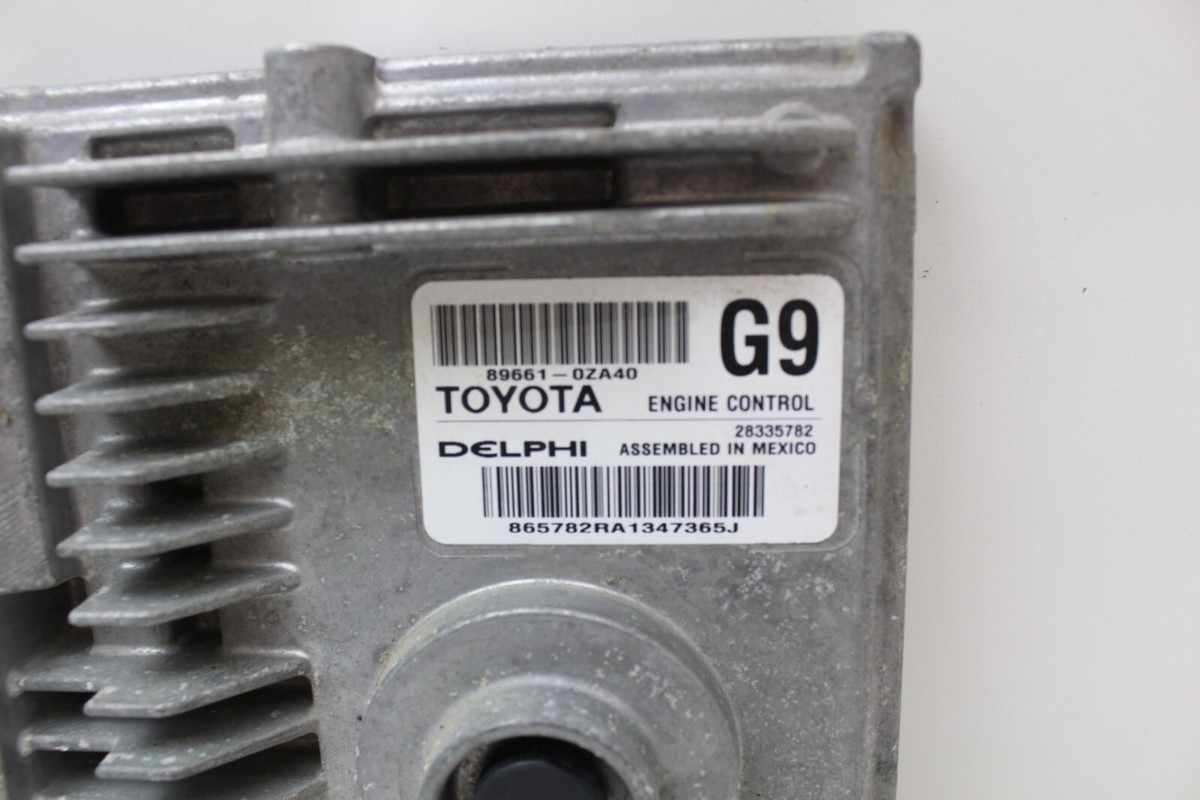 G9
89661-0ZA40
TOYOTA ENGINE CONTROL
28335782
DELPHI ASSEMBLED IN MEXICO
865782RA1347365J